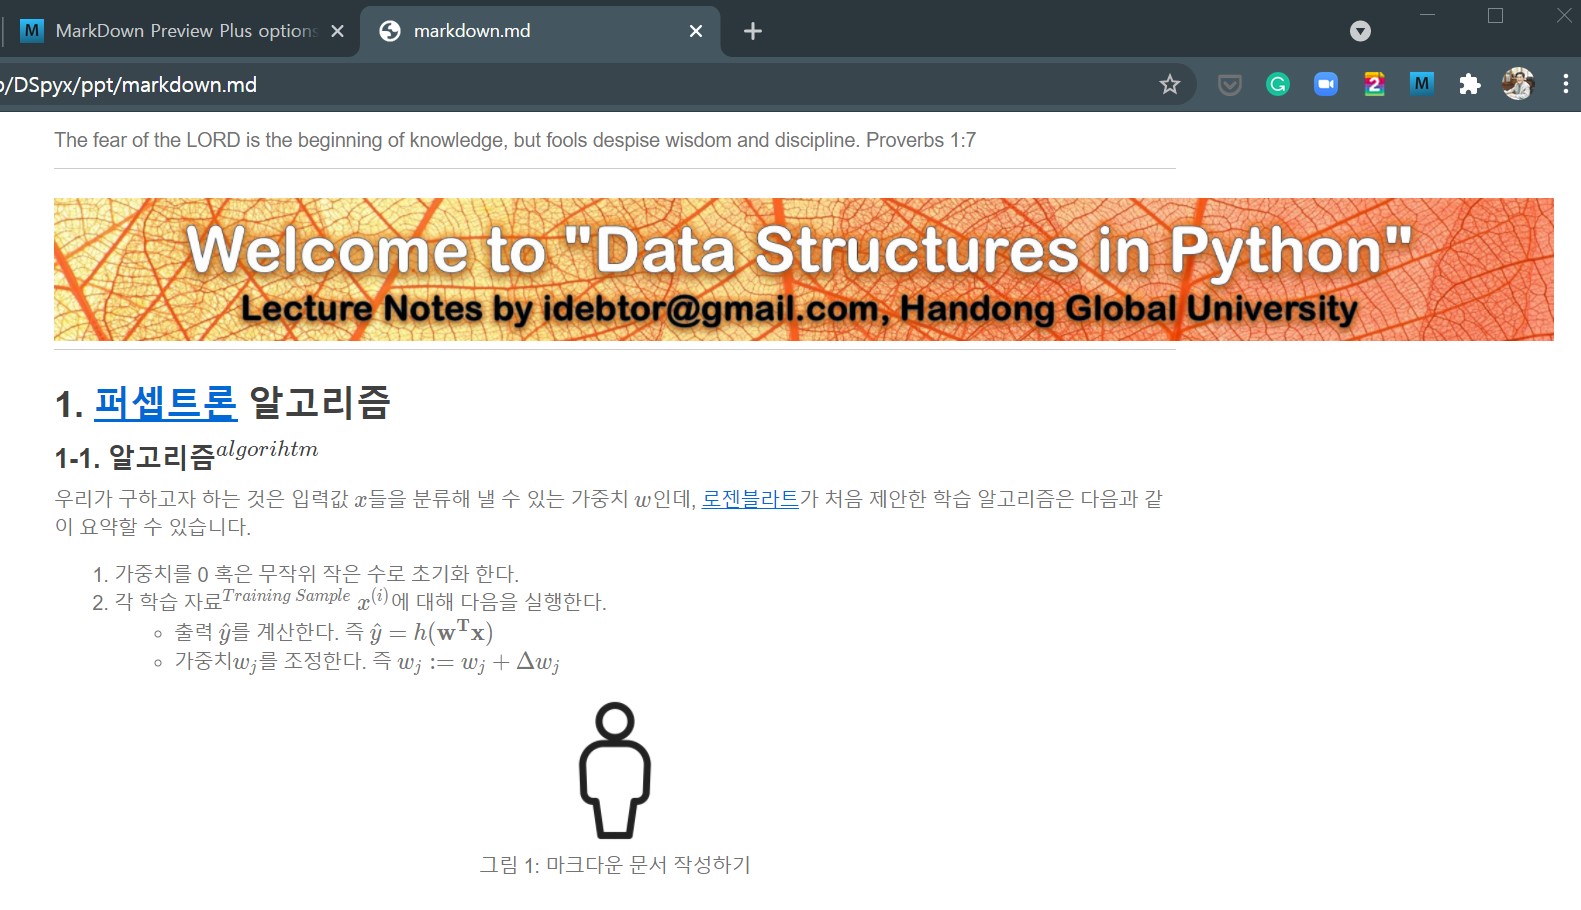 MarkDown Preview Plus options
markdown.md
/DSpyx/ppt/markdown.md
The fear of the LORD is the beginning of knowledge, but fools despise wisdom and discipline. Proverbs 1:7
Welcome to "Data Structures in Python"
Lecture Notes by idebtor@gmail.com, Handong Global University
1. 퍼셉트론 알고리즘
1-1. 알고리즘^algorihtm
우리가 구하고자 하는 것은 입력값 x들을 분류해 낼 수 있는 가중치 w인데, 로젠블라트가 처음 제안한 학습 알고리즘은 다음과 같
이 요약할 수 있습니다.
1. 가중치를 0 혹은 무작위 작은 수로 초기화 한다.
2. 각 학습 자료^Training Sample x^(i)에 대해 다음을 실행한다.
◦ 출력 ŷ를 계산한다. 즉 ŷ = h(w^T x)
◦ 가중치w_j를 조정한다. 즉 w_j := w_j + Δw_j
그림 1: 마크다운 문서 작성하기